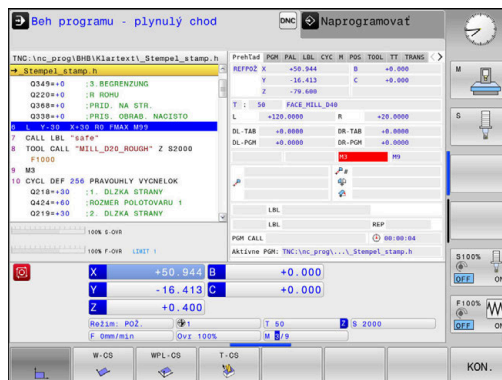 Beh programu - plynulý chod
DNC
Naprogramovať
TNC:\nc_prog\BHB\Klartext\_Stempel_stamp.h
→_Stempel_stamp.h
Q349=+0 ;3.BEGRENZUNG
Q220=+0 ;R ROHU
Q368=+0 ;PRID. NA STR.
Q369=+0 ;PRIS. OBRAB. NACISTO
6 L Y-30 X+30 R0 FMAX M99
7 CALL LBL "safe"
8 TOOL CALL "MILL_D20_ROUGH" Z S2000
F1000
9 M3
10 CYCL DEF 256 PRAVOUHLY VYCNELOK
Q218=+30 ;1. DLZKA STRANY
Q424=+60 ;ROZMER POLOTOVARU 1
Q219=+30 ;2. DLZKA STRANY
100% S-OVR
100% F-OVR LIMIT 1
Prehľad PGM PAL LBL CYC M POS TOOL TT TRANS
REFPOŽ X +50.944 B +0.000
Y -16.413 C +0.000
Z -79.600
T : 50 FACE_MILL_D40
L +120.0000 R +20.0000
DL-TAB +0.0000 DR-TAB +0.0000
DL-PGM +0.0000 DR-PGM +0.0000
M3 M9
P#
LBL
LBL REP
PGM CALL 00:00:04
Aktívne PGM: TNC:\nc_prog\...\_Stempel_stamp.h
X +50.944 B +0.000
Y -16.413 C +0.000
Z +0.400
Režim: POŽ. 1 T 50 Z S 2000
F 0mm/min Ovr 100% M 3/9
M
S
S100%
OFF ON
F100%
OFF ON
W-CS
WPL-CS
T-CS
KON.